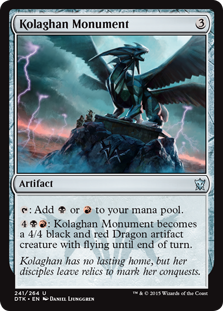 Kolaghan Monument 3
Artifact
: Add or to your mana pool.
4 : Kolaghan Monument becomes
a 4/4 black and red Dragon artifact
creature with flying until end of turn.
Kolaghan has no lasting home, but her
disciples leave relics to mark her conquests.
241/264 U
DTK • EN Daniel Ljunggren
™ & © 2015 Wizards of the Coast